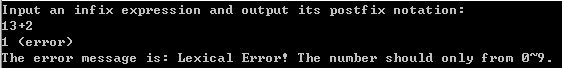 Input an infix expression and output its postfix notation:
13+2
1 (error)
The error message is: Lexical Error! The number should only from 0~9.